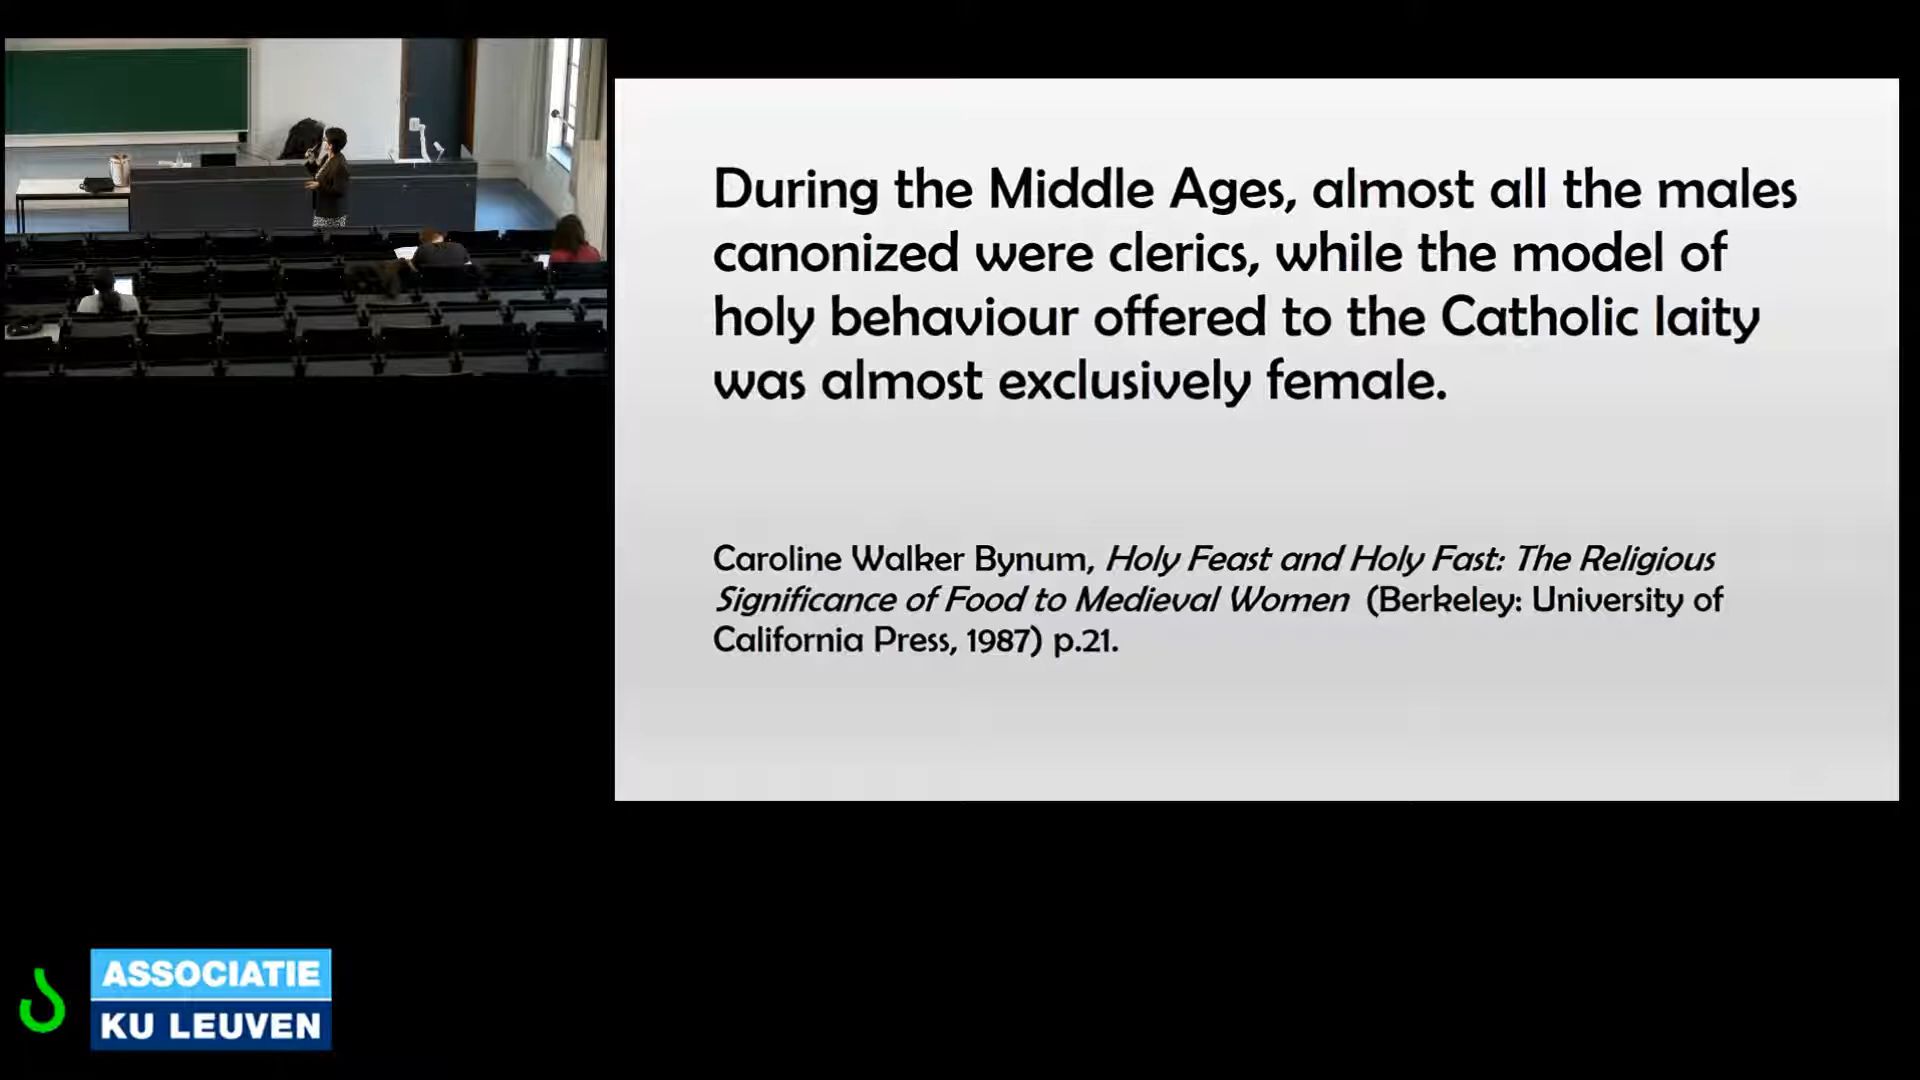 During the Middle Ages, almost all the males
canonized were clerics, while the model of
holy behaviour offered to the Catholic laity
was almost exclusively female.
Caroline Walker Bynum, Holy Feast and Holy Fast: The Religious
Significance of Food to Medieval Women (Berkeley: University of
California Press, 1987) p.21.
ASSOCIATIE
KU LEUVEN